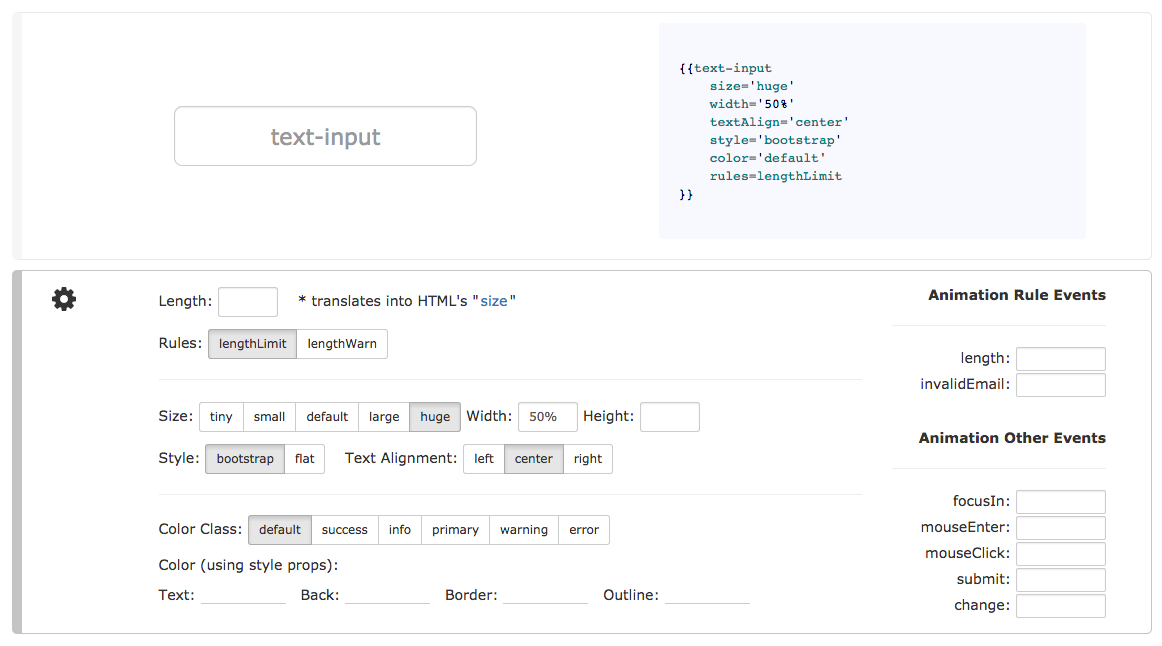 text-input
{{text-input
size='huge'
width='50%'
textAlign='center'
style='bootstrap'
color='default'
rules=lengthLimit
}}
Length: * translates into HTML's "size"
Rules: lengthLimit lengthWarn
Size: tiny small default large huge Width: 50% Height:
Style: bootstrap flat Text Alignment: left center right
Color Class: default success info primary warning error
Color (using style props):
Text: Back: Border: Outline:
Animation Rule Events
length:
invalidEmail:
Animation Other Events
focusIn:
mouseEnter:
mouseClick:
submit:
change: